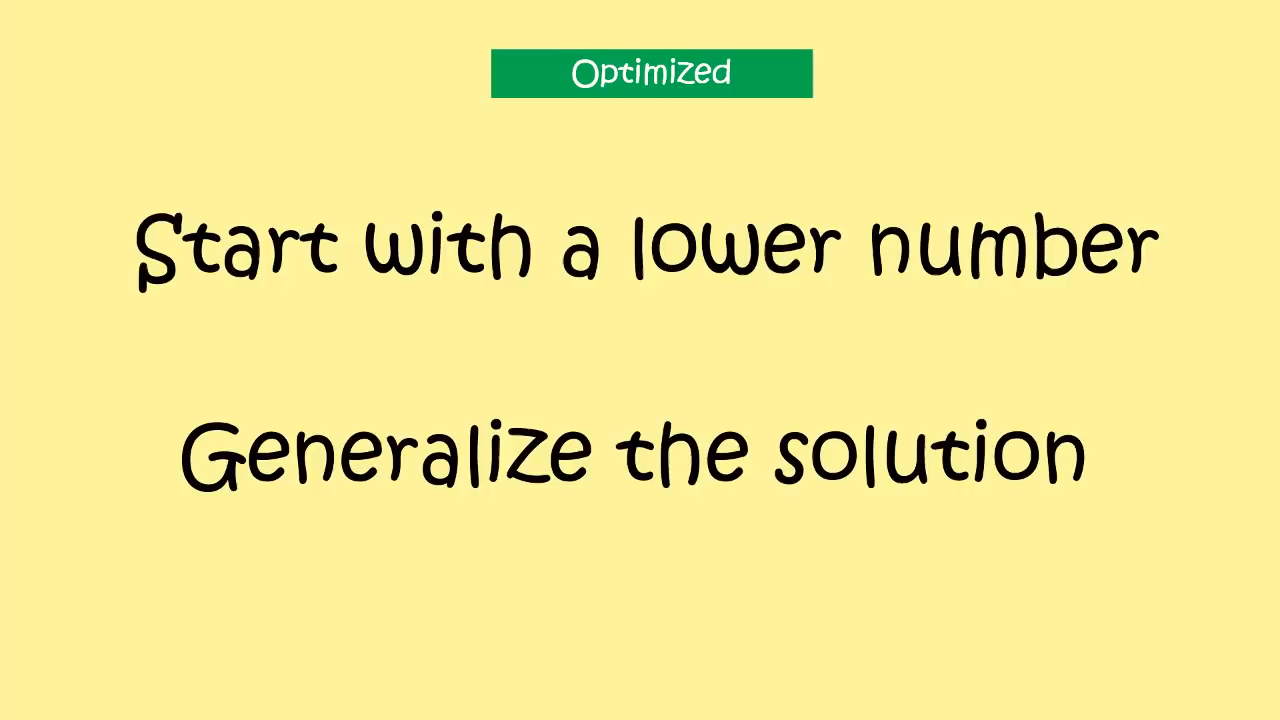 Optimized
Start with a lower number
Generalize the solution